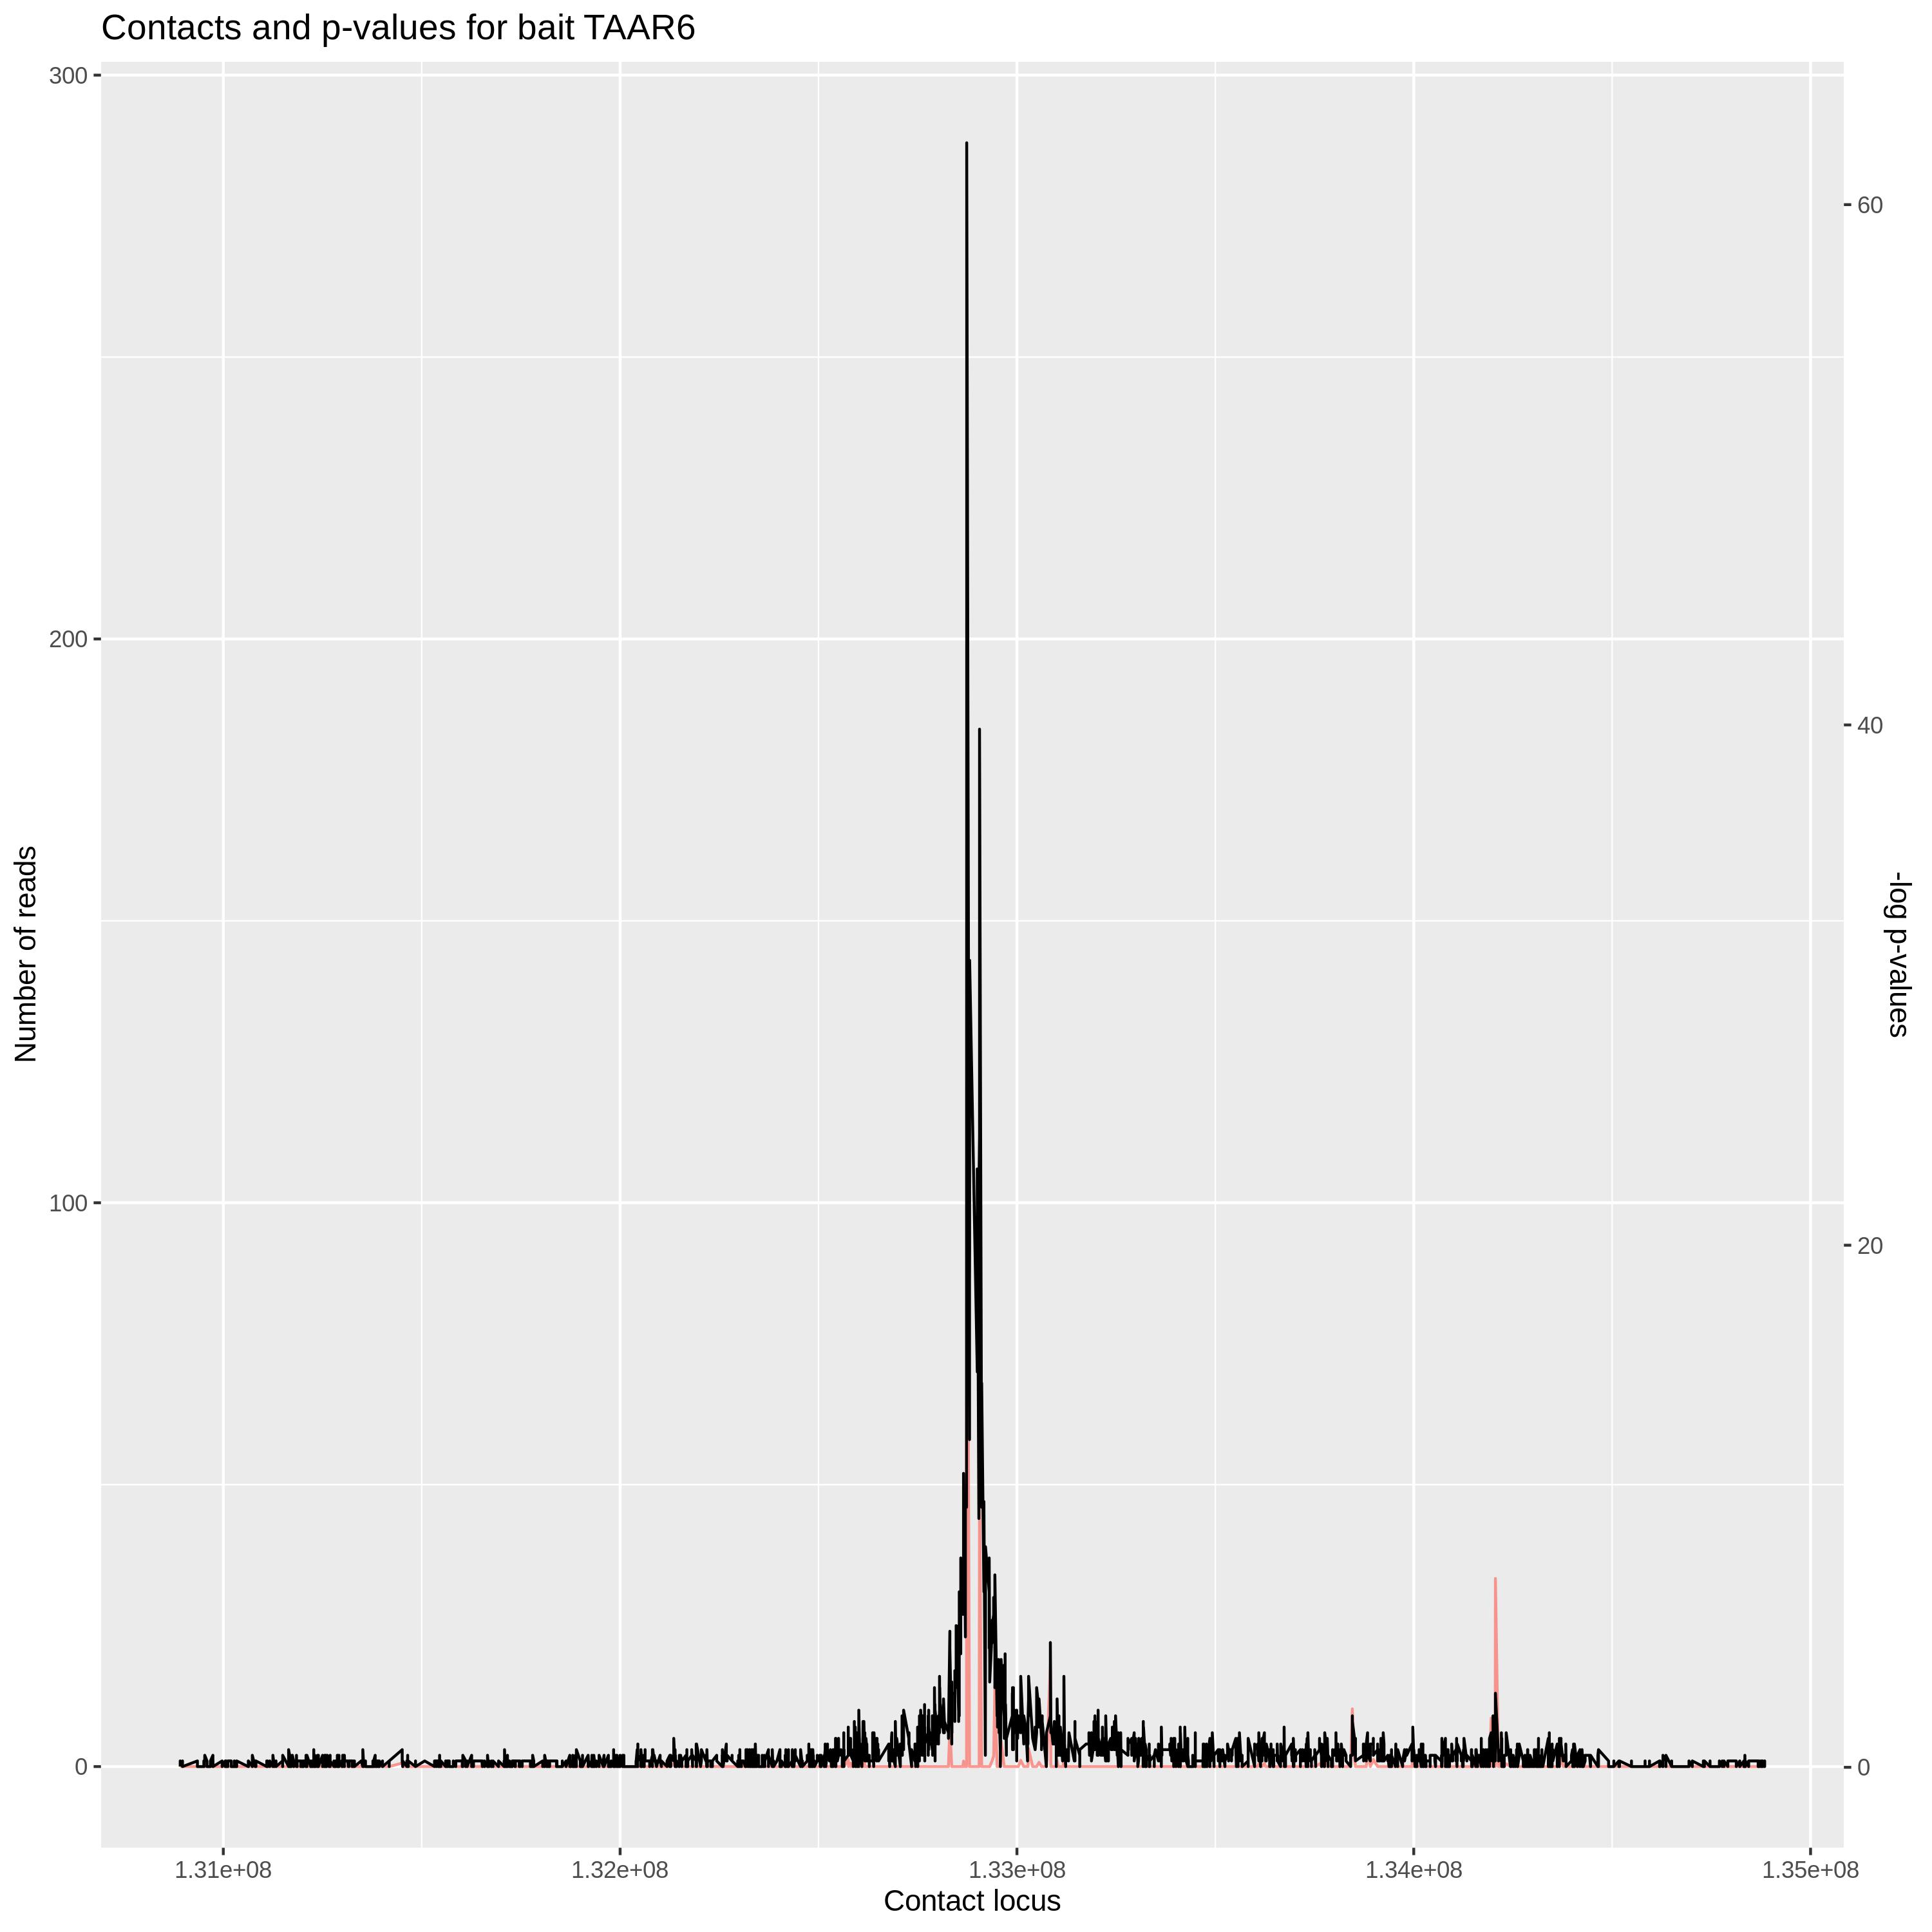 Contacts and p-values for bait TAAR6
300
200
100
0
60
40
20
0
Number of reads
-log p-values
1.31e+08 1.32e+08 1.33e+08 1.34e+08 1.35e+08
Contact locus